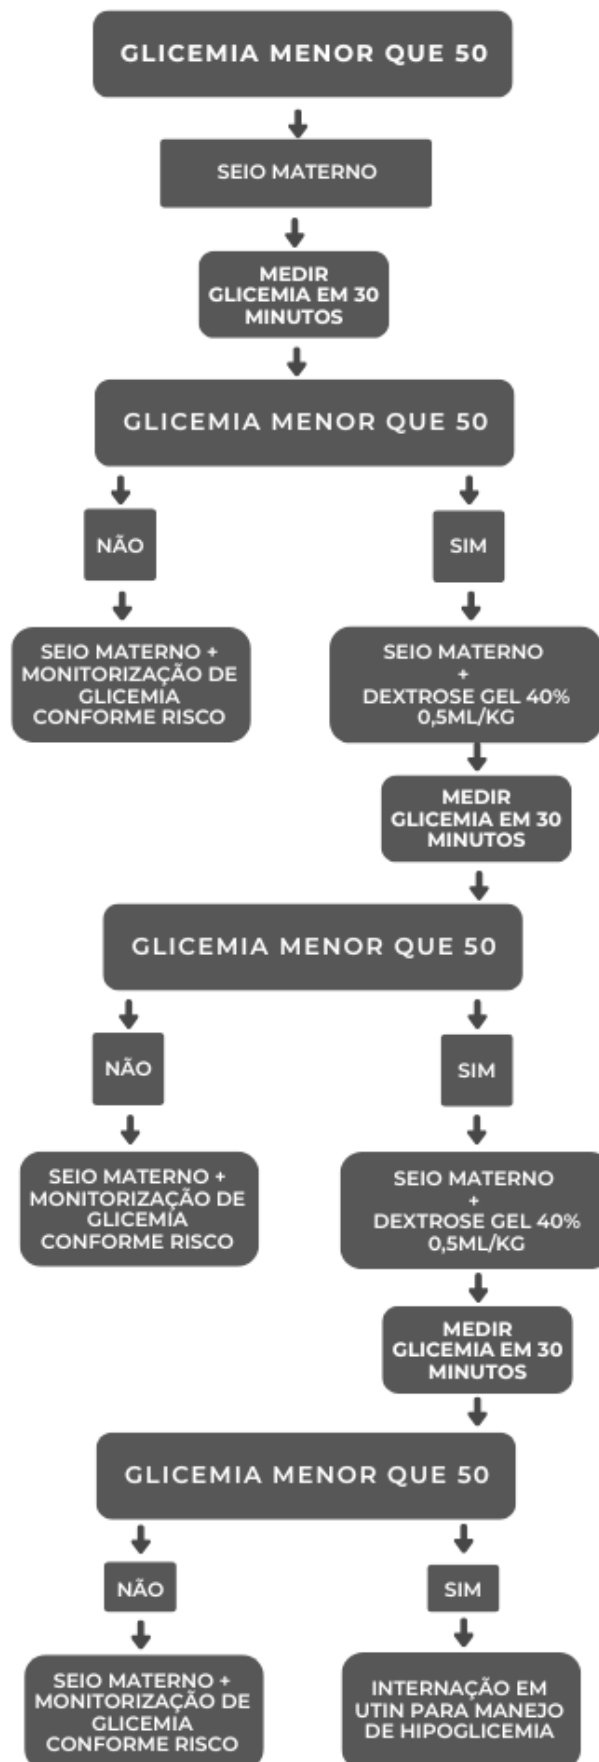 GLICEMIA MENOR QUE 50
SEIO MATERNO
MEDIR
GLICEMIA EM 30
MINUTOS
GLICEMIA MENOR QUE 50
NÃO
SIM
SEIO MATERNO +
MONITORIZAÇÃO DE
GLICEMIA
CONFORME RISCO
SEIO MATERNO
+
DEXTROSE GEL 40%
0,5ML/KG
MEDIR
GLICEMIA EM 30
MINUTOS
GLICEMIA MENOR QUE 50
NÃO
SIM
SEIO MATERNO +
MONITORIZAÇÃO DE
GLICEMIA
CONFORME RISCO
SEIO MATERNO
+
DEXTROSE GEL 40%
0,5ML/KG
MEDIR
GLICEMIA EM 30
MINUTOS
GLICEMIA MENOR QUE 50
NÃO
SIM
SEIO MATERNO +
MONITORIZAÇÃO DE
GLICEMIA
CONFORME RISCO
INTERNAÇÃO EM
UTIN PARA MANEJO
DE HIPOGLICEMIA